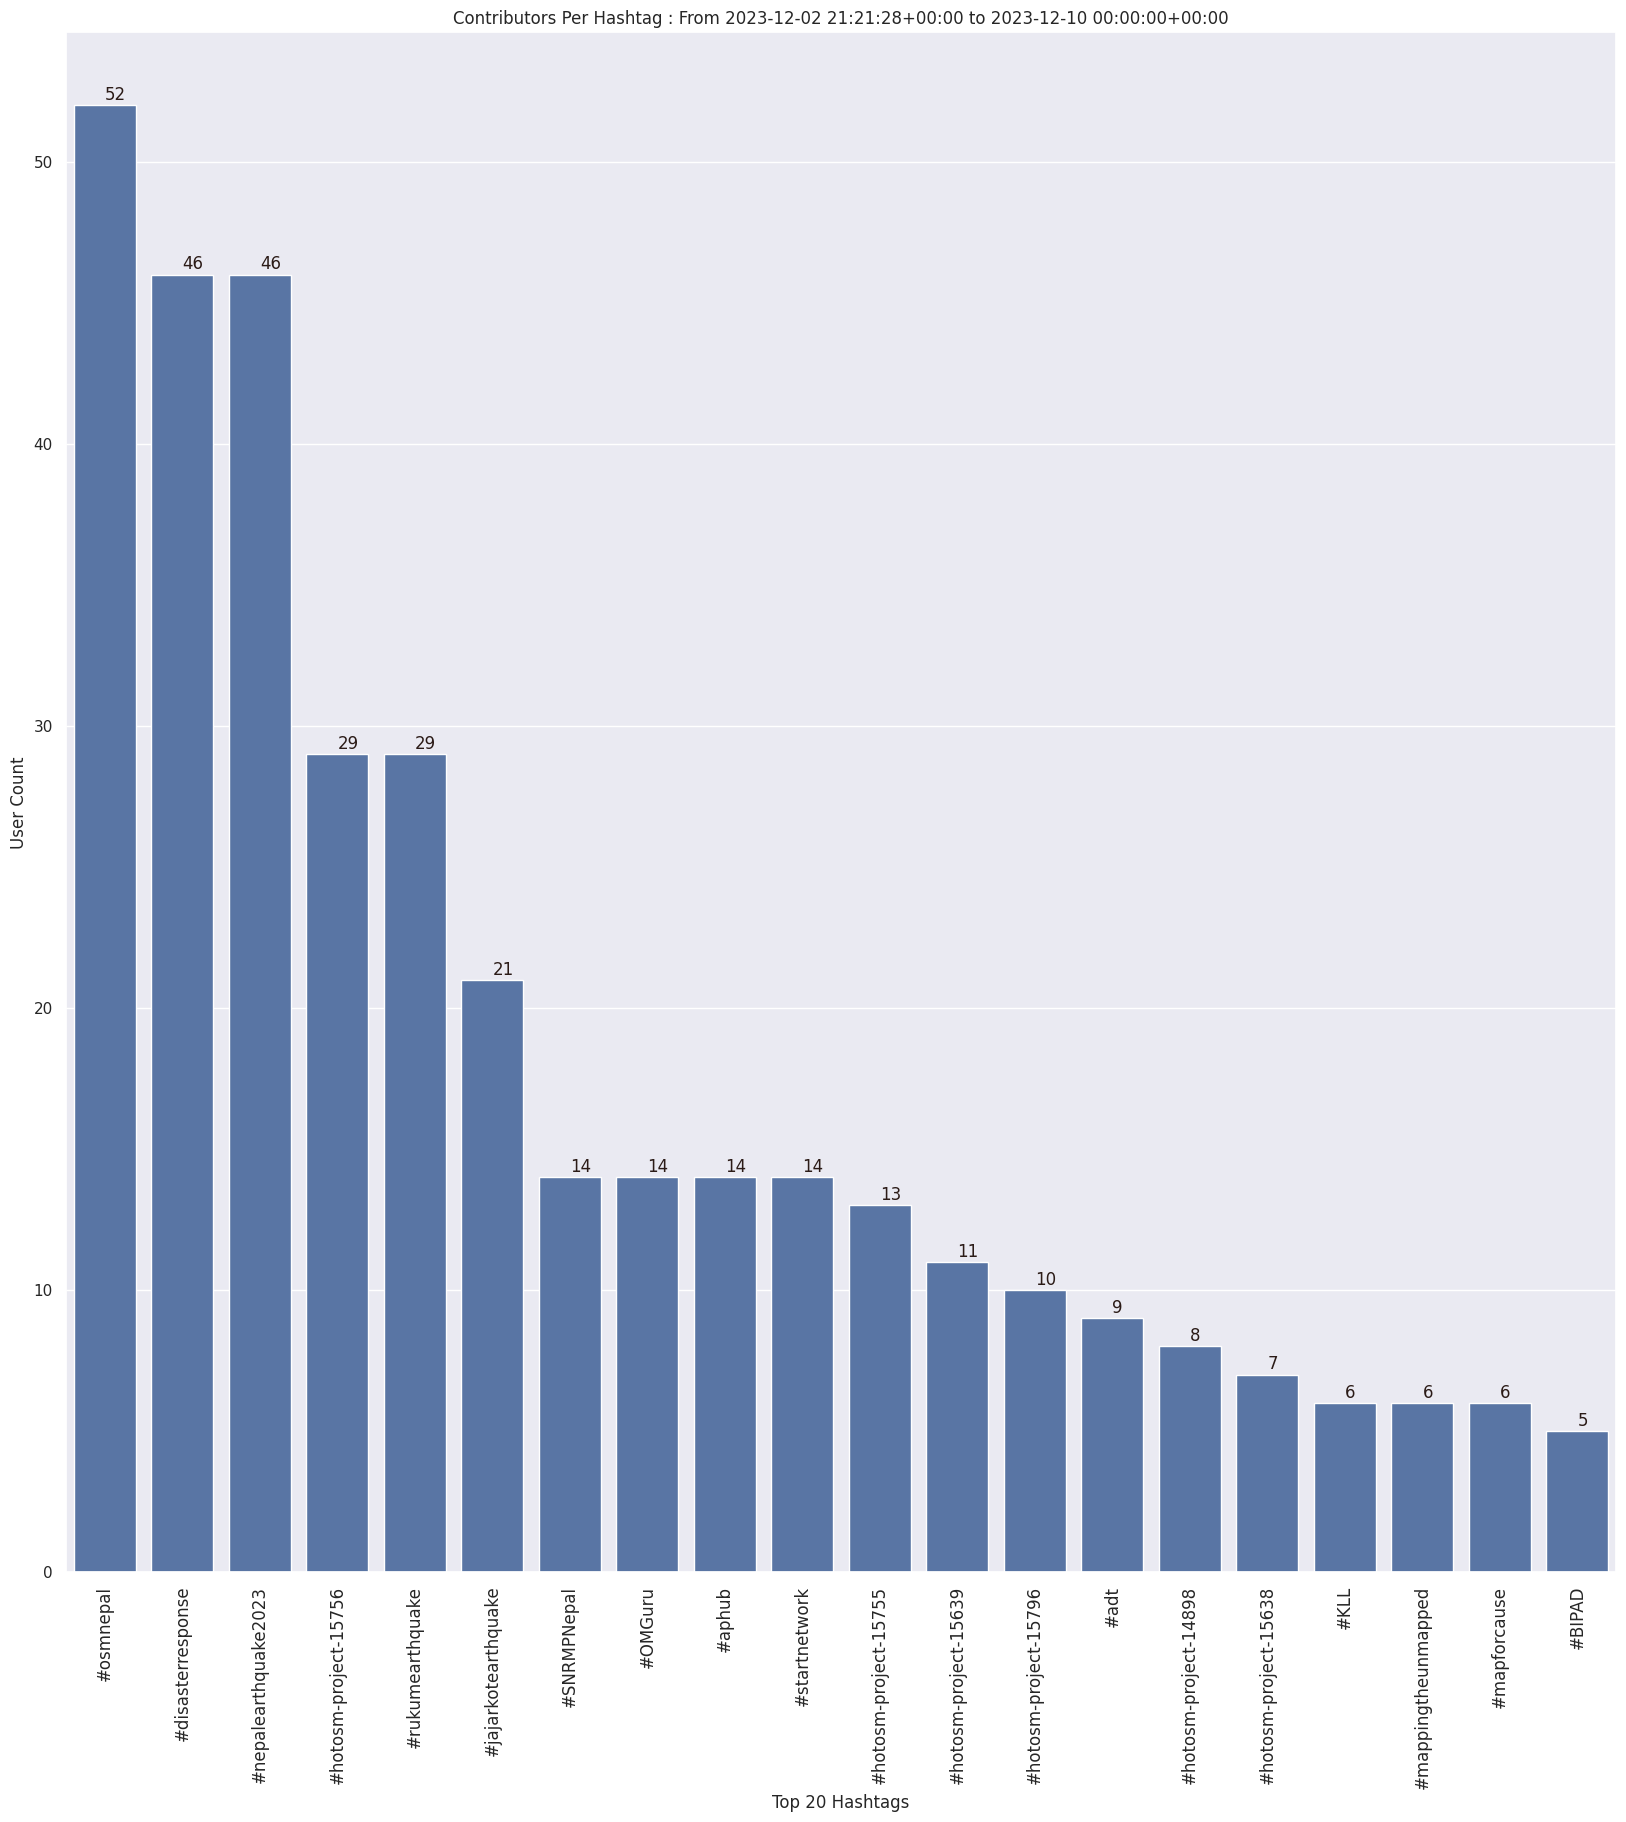 Contributors Per Hashtag : From 2023-12-02 21:21:28+00:00 to 2023-12-10 00:00:00+00:00
User Count
50
40
30
20
10
0
52
46
46
29
29
21
14
14
14
14
13
11
10
9
8
7
6
6
6
5
#osmnepal
#disasterresponse
#nepalearthquake2023
#hotosm-project-15756
#rukumearthquake
#jajarkotearthquake
#SNRMPNepal
#OMGuru
#aphub
#startnetwork
#hotosm-project-15755
#hotosm-project-15639
#hotosm-project-15796
#adt
#hotosm-project-14898
#hotosm-project-15638
#KLL
#mappingtheunmapped
#mapforcause
#BIPAD
Top 20 Hashtags